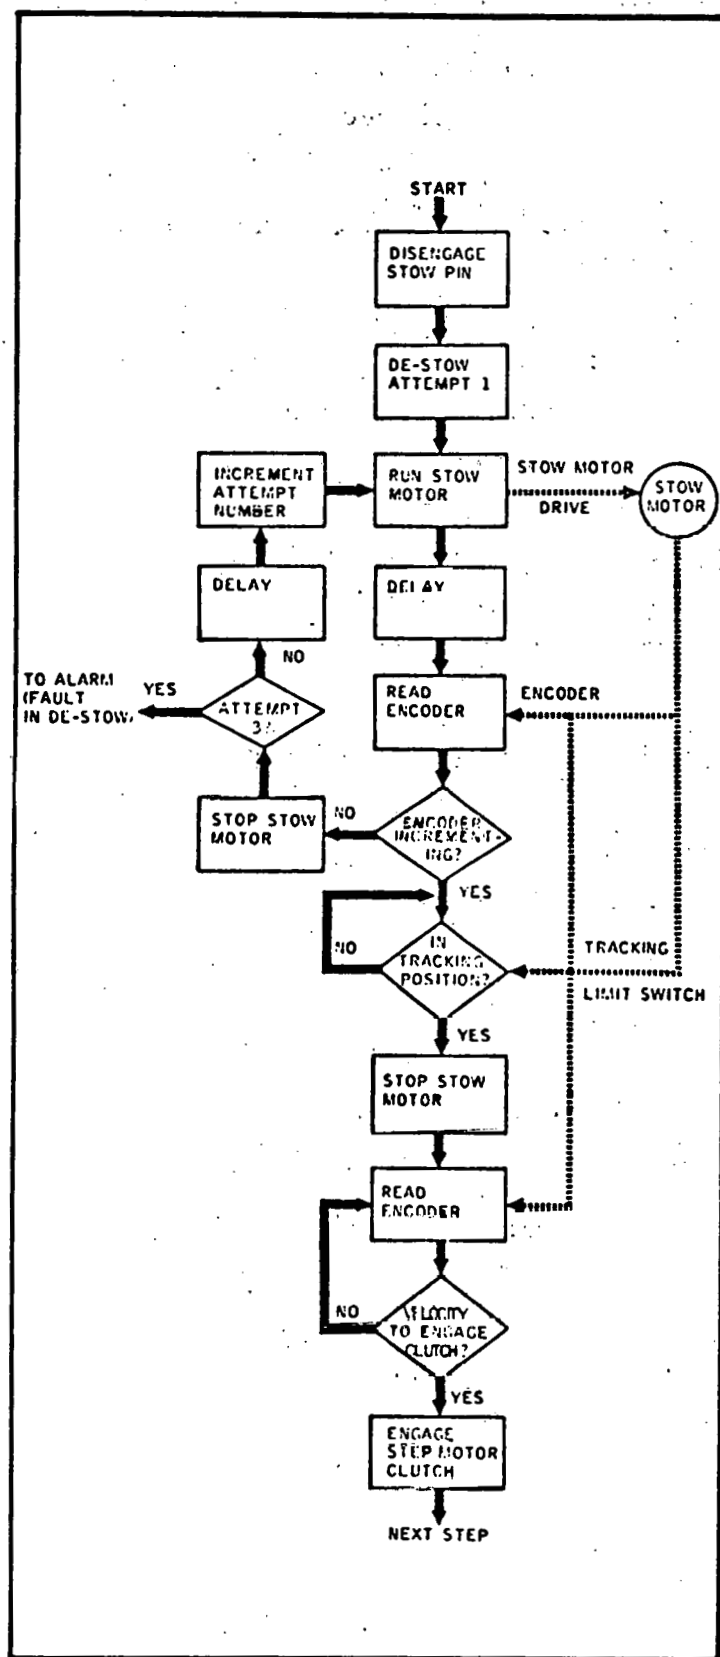 START
DISENGAGE
STOW PIN
DE-STOW
ATTEMPT 1
INCREMENT
ATTEMPT
NUMBER
RUN STOW
MOTOR
STOW MOTOR
DRIVE
STOW
MOTOR
DELAY
DELAY
NO
TO ALARM
(FAULT
IN DE-STOW)
YES
ATTEMPT
3?
READ
ENCODER
ENCODER
STOP STOW
MOTOR
NO
ENCODER
INCREMENT-
ING?
YES
NO
IN
TRACKING
POSITION?
TRACKING
LIMIT SWITCH
YES
STOP STOW
MOTOR
READ
ENCODER
NO
VELOCITY
TO ENGAGE
CLUTCH?
YES
ENGAGE
STEP MOTOR
CLUTCH
NEXT STEP